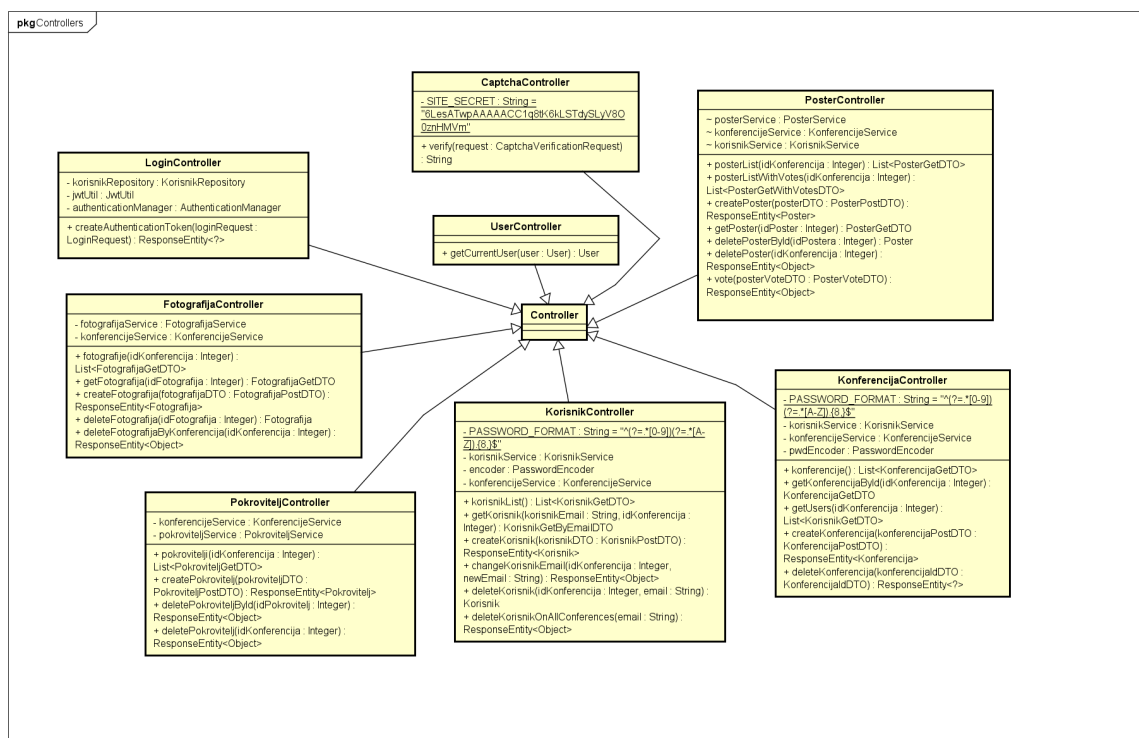 pkg Controllers
CaptchaController
- SITE_SECRET : String =
"6LesATwpAAAAACC1q8tK6kLSTdySLyV8O
0znHMVm"
+ verify(request : CaptchaVerificationRequest)
: String
PosterController
~ posterService : PosterService
~ konferencijeService : KonferencijeService
~ korisnikService : KorisnikService
+ posterList(idKonferencija : Integer) : List<PosterGetDTO>
+ posterListWithVotes(idKonferencija : Integer) :
List<PosterGetWithVotesDTO>
+ createPoster(posterDTO : PosterPostDTO) :
ResponseEntity<Poster>
+ getPoster(idPoster : Integer) : PosterGetDTO
+ deletePosterById(idPostera : Integer) : Poster
+ deletePoster(idKonferencija : Integer) :
ResponseEntity<Object>
+ vote(posterVoteDTO : PosterVoteDTO) :
ResponseEntity<Object>
LoginController
- korisnikRepository : KorisnikRepository
- jwtUtil : JwtUtil
- authenticationManager : AuthenticationManager
+ createAuthenticationToken(loginRequest :
LoginRequest) : ResponseEntity<?>
UserController
+ getCurrentUser(user : User) : User
FotografijaController
- fotografijaService : FotografijaService
- konferencijeService : KonferencijeService
+ fotografije(idKonferencija : Integer) :
List<FotografijaGetDTO>
+ getFotografija(idFotografija : Integer) : FotografijaGetDTO
+ createFotografija(fotografijaDTO : FotografijaPostDTO) :
ResponseEntity<Fotografija>
+ deleteFotografija(idFotografija : Integer) : Fotografija
+ deleteFotografijaByKonferencija(idKonferencija : Integer) :
ResponseEntity<Object>
Controller
KonferencijaController
- PASSWORD_FORMAT : String = "^(?=.*[0-9])
(?=.*[A-Z]).{8,}$"
- korisnikService : KorisnikService
- konferencijeService : KonferencijeService
- pwdEncoder : PasswordEncoder
+ konferencije() : List<KonferencijaGetDTO>
+ getKonferencijaById(idKonferencija : Integer) :
KonferencijaGetDTO
+ getUsers(idKonferencija : Integer) :
List<KorisnikGetDTO>
+ createKonferencija(konferencijaPostDTO :
KonferencijaPostDTO) :
ResponseEntity<Konferencija>
+ deleteKonferencija(konferencijaIdDTO :
KonferencijaIdDTO) : ResponseEntity<?>
KorisnikController
- PASSWORD_FORMAT : String = "^(?=.*[0-9])(?=.*[A-
Z]).{8,}$"
- korisnikService : KorisnikService
- encoder : PasswordEncoder
- konferencijeService : KonferencijeService
+ korisnikList() : List<KorisnikGetDTO>
+ getKorisnik(korisnikEmail : String, idKonferencija :
Integer) : KorisnikGetByEmailDTO
+ createKorisnik(korisnikDTO : KorisnikPostDTO) :
ResponseEntity<Korisnik>
+ changeKorisnikEmail(idKonferencija : Integer,
newEmail : String) : ResponseEntity<Object>
+ deleteKorisnik(idKonferencija : Integer, email : String) :
Korisnik
+ deleteKorisnikOnAllConferences(email : String) :
ResponseEntity<Object>
PokroviteljController
- konferencijeService : KonferencijeService
- pokroviteljService : PokroviteljService
+ pokrovitelji(idKonferencija : Integer) :
List<PokroviteljGetDTO>
+ createPokrovitelj(pokroviteljDTO :
PokroviteljPostDTO) : ResponseEntity<Pokrovitelj>
+ deletePokroviteljById(idPokrovitelj : Integer) :
ResponseEntity<Object>
+ deletePokrovitelj(idKonferencija : Integer) :
ResponseEntity<Object>